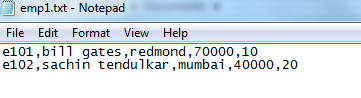 emp1.txt - Notepad
File Edit Format View Help
e101,bill gates,redmond,70000,10
e102,sachin tendulkar,mumbai,40000,20